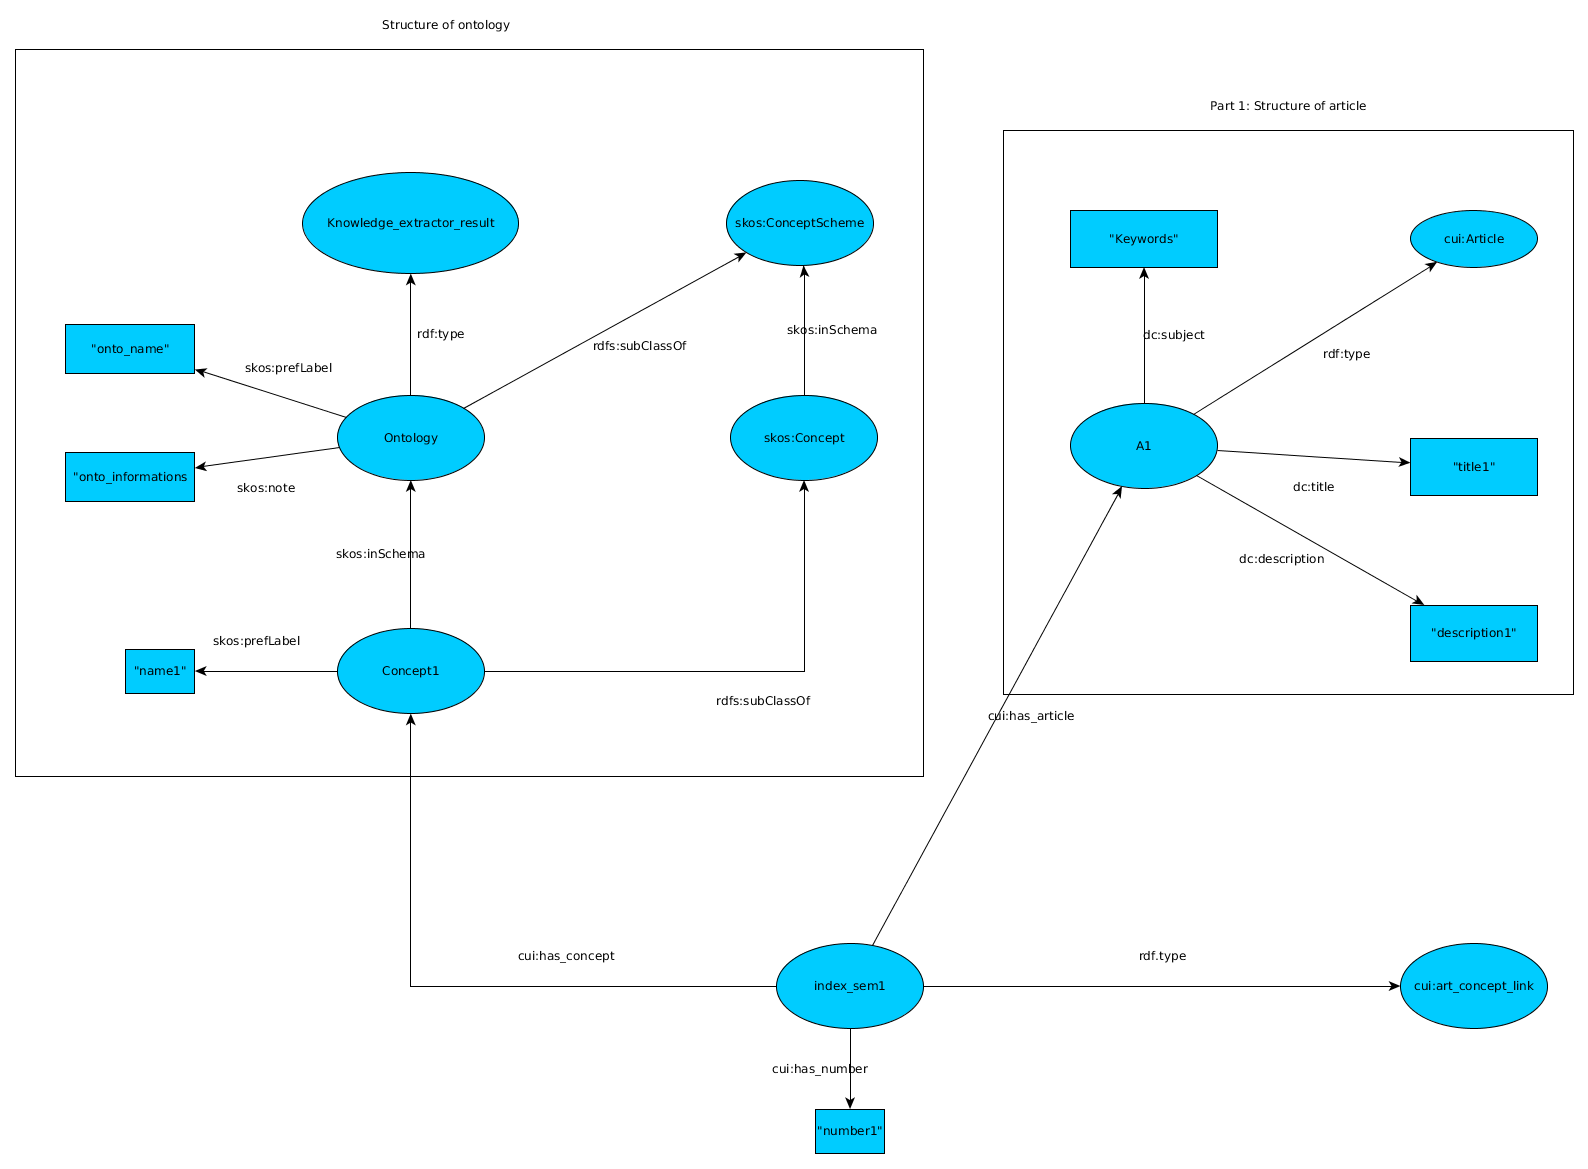 Structure of ontology
Part 1: Structure of article
Knowledge_extractor_result
skos:ConceptScheme
"Keywords"
cui:Article
"onto_name"
skos:prefLabel
rdf:type
rdfs:subClassOf
skos:inSchema
dc:subject
rdf:type
Ontology
skos:Concept
A1
"onto_informations
skos:note
"title1"
dc:title
skos:inSchema
dc:description
"name1"
skos:prefLabel
Concept1
rdfs:subClassOf
"description1"
cui:has_article
cui:has_concept
index_sem1
rdf.type
cui:art_concept_link
cui:has_number
"number1"